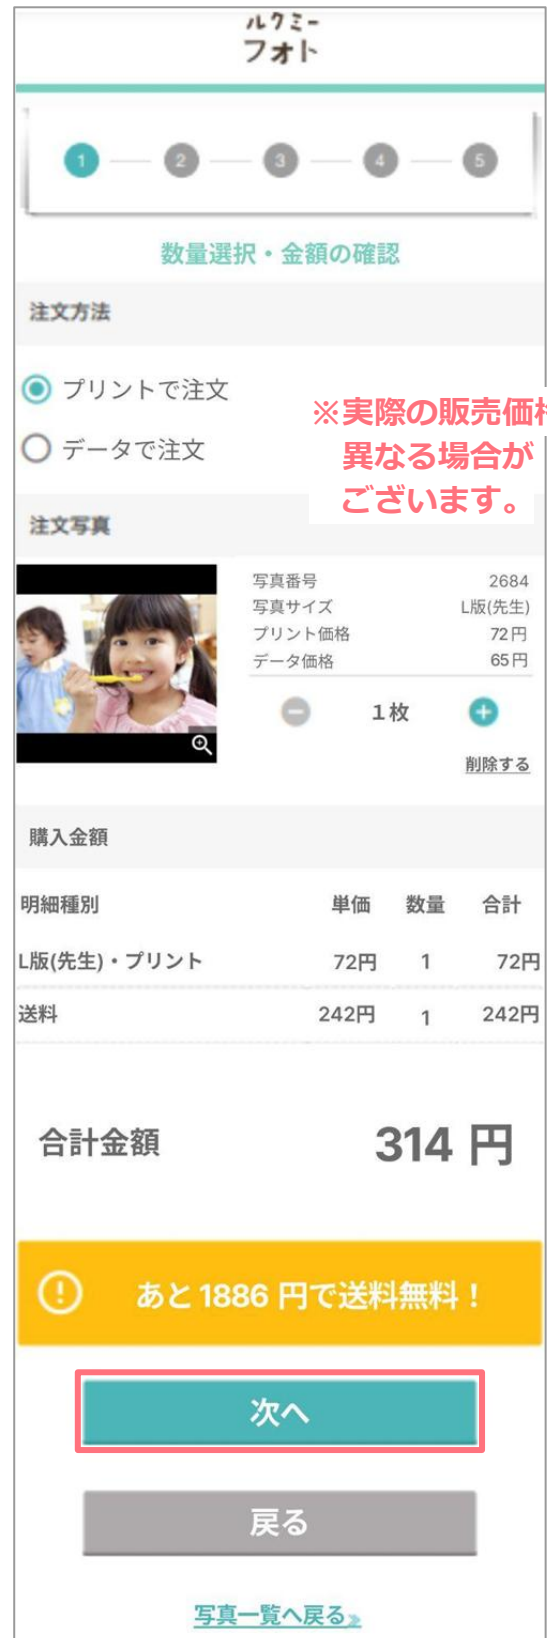 ルクミー
フォト
1 2 3 4 5
数量選択・金額の確認
注文方法
プリントで注文
データで注文
※実際の販売価格
異なる場合が
ございます。
注文写真
写真番号 2684
写真サイズ L版(先生)
プリント価格 72円
データ価格 65円
1枚
削除する
購入金額
明細種別 単価 数量 合計
L版(先生)・プリント 72円 1 72円
送料 242円 1 242円
合計金額 314 円
あと1886 円で送料無料！
次へ
戻る
写真一覧へ戻る